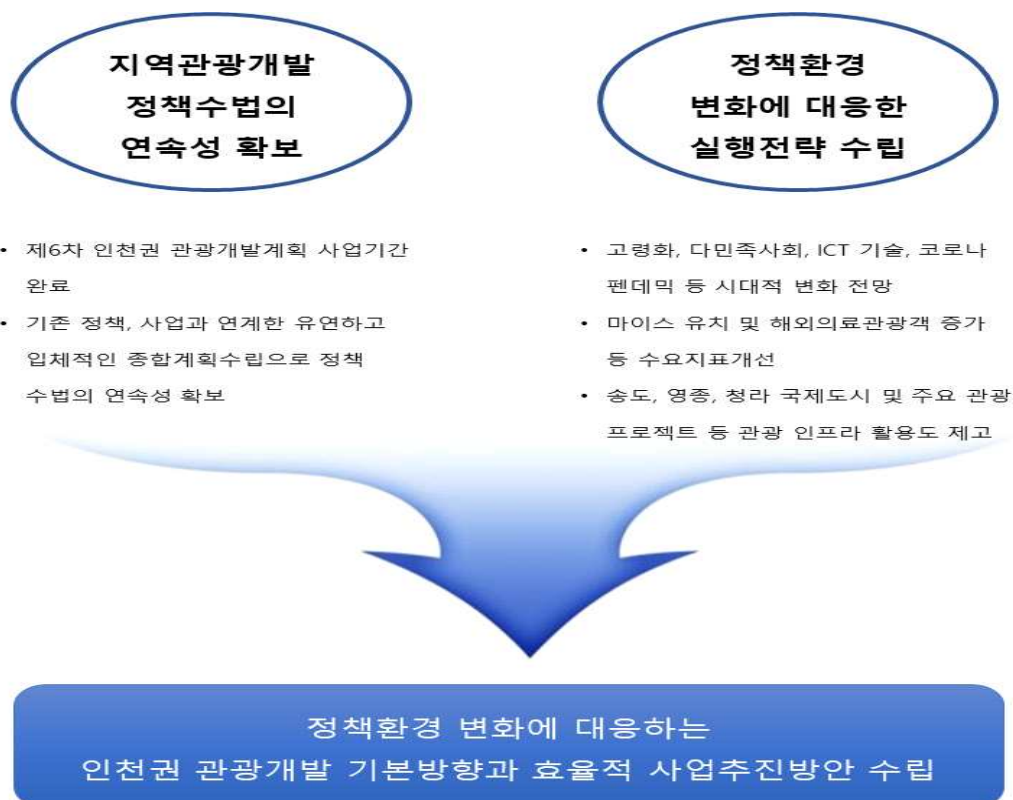 지역관광개발
정책수법의
연속성 확보
정책환경
변화에 대응한
실행전략 수립
• 제6차 인천권 관광개발계획 사업기간
완료
• 기존 정책, 사업과 연계한 유연하고
입체적인 종합계획수립으로 정책
수법의 연속성 확보
• 고령화, 다민족사회, ICT 기술, 코로나
펜데믹 등 시대적 변화 전망
• 마이스 유치 및 해외의료관광객 증가
등 수요지표개선
• 송도, 영종, 청라 국제도시 및 주요 관광
프로젝트 등 관광 인프라 활용도 제고
정책환경 변화에 대응하는
인천권 관광개발 기본방향과 효율적 사업추진방안 수립